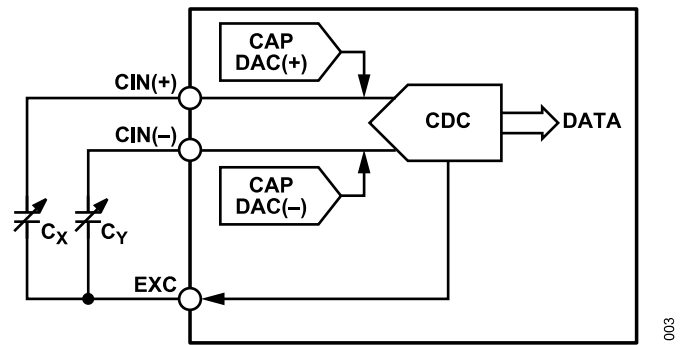 CAP
DAC(+)
CIN(+)
CDC
DATA
CIN(–)
CAP
DAC(–)
CX
CY
EXC
003